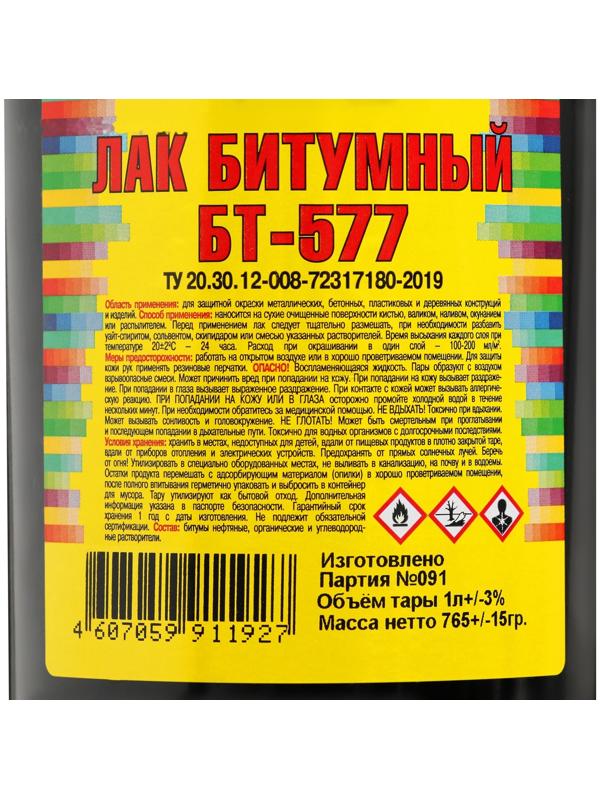 ЛАК БИТУМНЫЙ
БТ-577
ТУ 20.30.12-008-72317180-2019
Область применения: для защитной окраски металлических, бетонных, пластиковых и деревянных конструкций
и изделий. Способ применения: наносится на сухие очищенные поверхности кистью, валиком, наливом, окунанием
или распылителем. Перед применением лак следует тщательно размешать, при необходимости разбавить
уайт-спиритом, сольвентом, скипидаром или смесью указанных растворителей. Время высыхания каждого слоя при
температуре 20±2°С – 24 часа. Расход при окрашивании в один слой – 100-200 мл/м².
Меры предосторожности: работать на открытом воздухе или в хорошо проветриваемом помещении. Для защиты
кожи рук применять резиновые перчатки. ОПАСНО! Воспламеняющаяся жидкость. Пары образуют с воздухом
взрывоопасные смеси. Может причинить вред при попадании на кожу. При попадании на кожу вызывает раздраже-
ние. При попадании в глаза вызывает выраженное раздражение. При контакте с кожей может вызывать аллергиче-
скую реакцию. ПРИ ПОПАДАНИИ НА КОЖУ ИЛИ В ГЛАЗА осторожно промойте холодной водой в течение
нескольких минут. При необходимости обратитесь за медицинской помощью. НЕ ВДЫХАТЬ! Токсично при вдыхании.
Может вызывать сонливость и головокружение. НЕ ГЛОТАТЬ! Может быть смертельным при проглатывании
и последующем попадании в дыхательные пути. Токсично для водных организмов с долгосрочными последствиями.
Условия хранения: хранить в местах, недоступных для детей, вдали от пищевых продуктов в плотно закрытой таре,
вдали от приборов отопления и электрических устройств. Предохранять от прямых солнечных лучей. Беречь
от огня! Утилизировать в специально оборудованных местах, не выливать в канализацию, на почву и в водоемы.
Остатки продукта перемешать с адсорбирующим материалом (опилки) в хорошо проветриваемом помещении,
после полного впитывания герметично упаковать и выбросить в контейнер
для мусора. Тару утилизируют как бытовой отход. Дополнительная
информация указана в паспорте безопасности. Гарантийный срок
хранения 1 год с даты изготовления. Не подлежит обязательной
сертификации. Состав: битумы нефтяные, органические и углеводород-
ные растворители.
Изготовлено
Партия №091
Объём тары 1л+/-3%
Масса нетто 765+/-15гр.
4 607059 911927